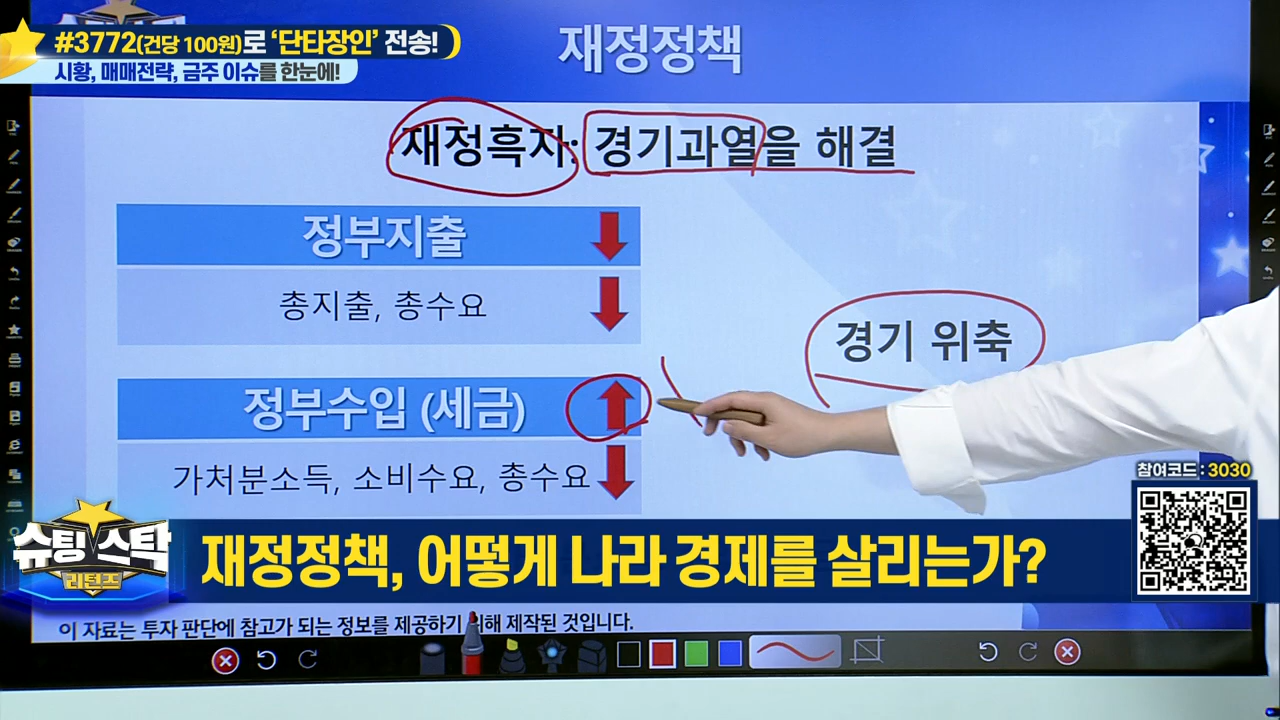 슈팅스탁
#3772(건당 100원)로 ‘단타장인’ 전송!
시황, 매매전략, 금주 이슈를 한눈에!
재정정책
재정흑자: 경기과열을 해결
정부지출
총지출, 총수요
경기 위축
정부수입 (세금)
가처분소득, 소비수요, 총수요
참여코드 : 3030
슈팅스탁
리턴즈
재정정책, 어떻게 나라 경제를 살리는가?
이 자료는 투자 판단에 참고가 되는 정보를 제공하기 위해 제작된 것입니다.